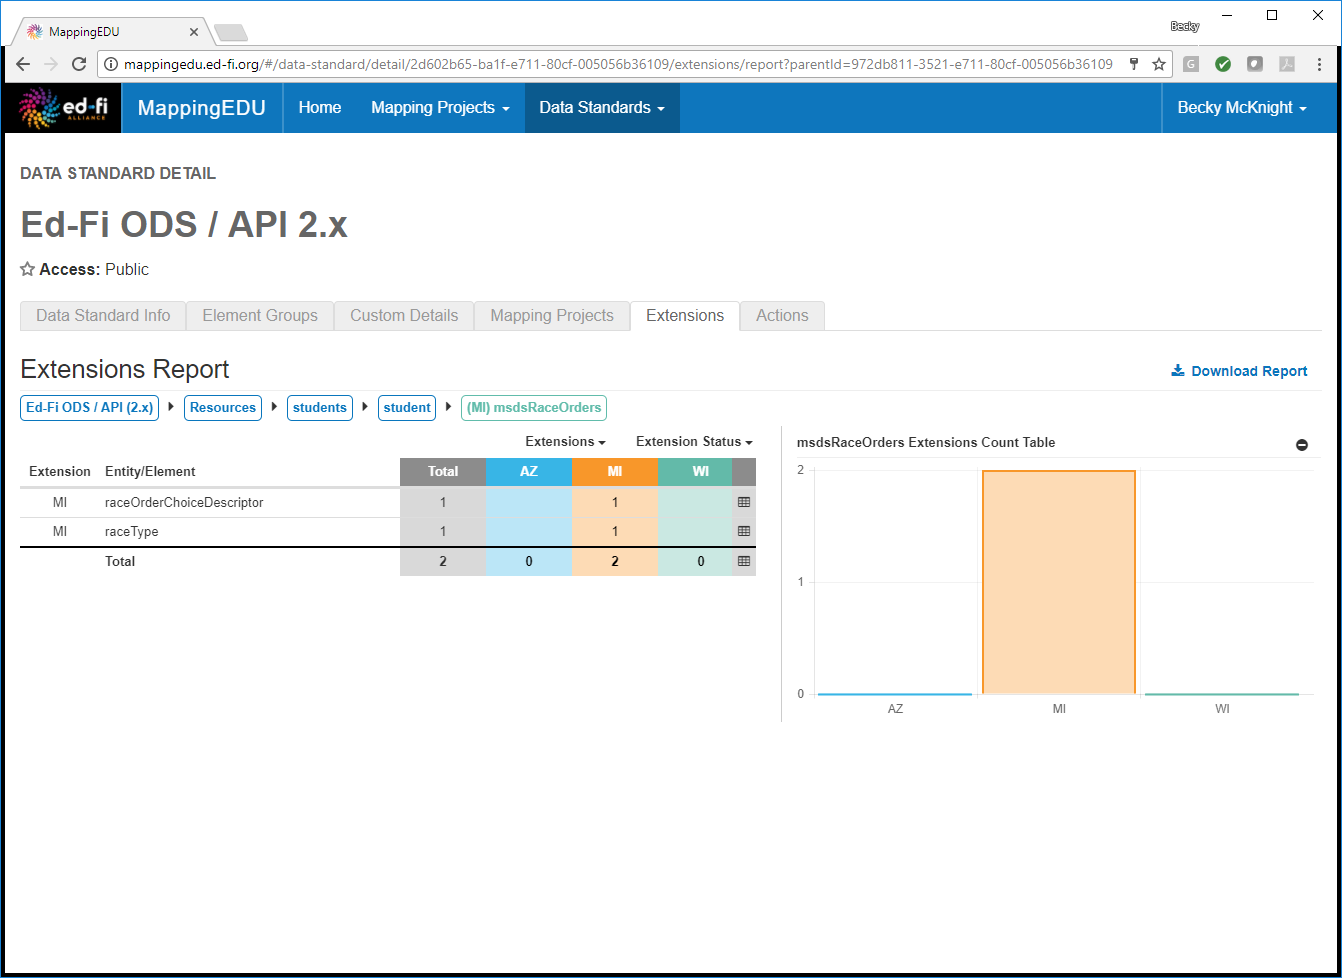 MappingEDU
Becky
mappingedu.ed-fi.org/#/data-standard/detail/2d602b65-ba1f-e711-80cf-005056b36109/extensions/report?parentId=972db811-3521-e711-80cf-005056b36109
G
ed-fi
ALLIANCE
MappingEDU
Home
Mapping Projects
Data Standards
Becky McKnight
DATA STANDARD DETAIL
Ed-Fi ODS / API 2.x
Access: Public
Data Standard Info
Element Groups
Custom Details
Mapping Projects
Extensions
Actions
Extensions Report
Download Report
Ed-Fi ODS / API (2.x)
Resources
students
student
(MI) msdsRaceOrders
Extensions
Extension Status
Extension Entity/Element Total AZ MI WI
MI raceOrderChoiceDescriptor 1 1
MI raceType 1 1
Total 2 0 2 0
msdsRaceOrders Extensions Count Table
2
1
0
AZ MI WI